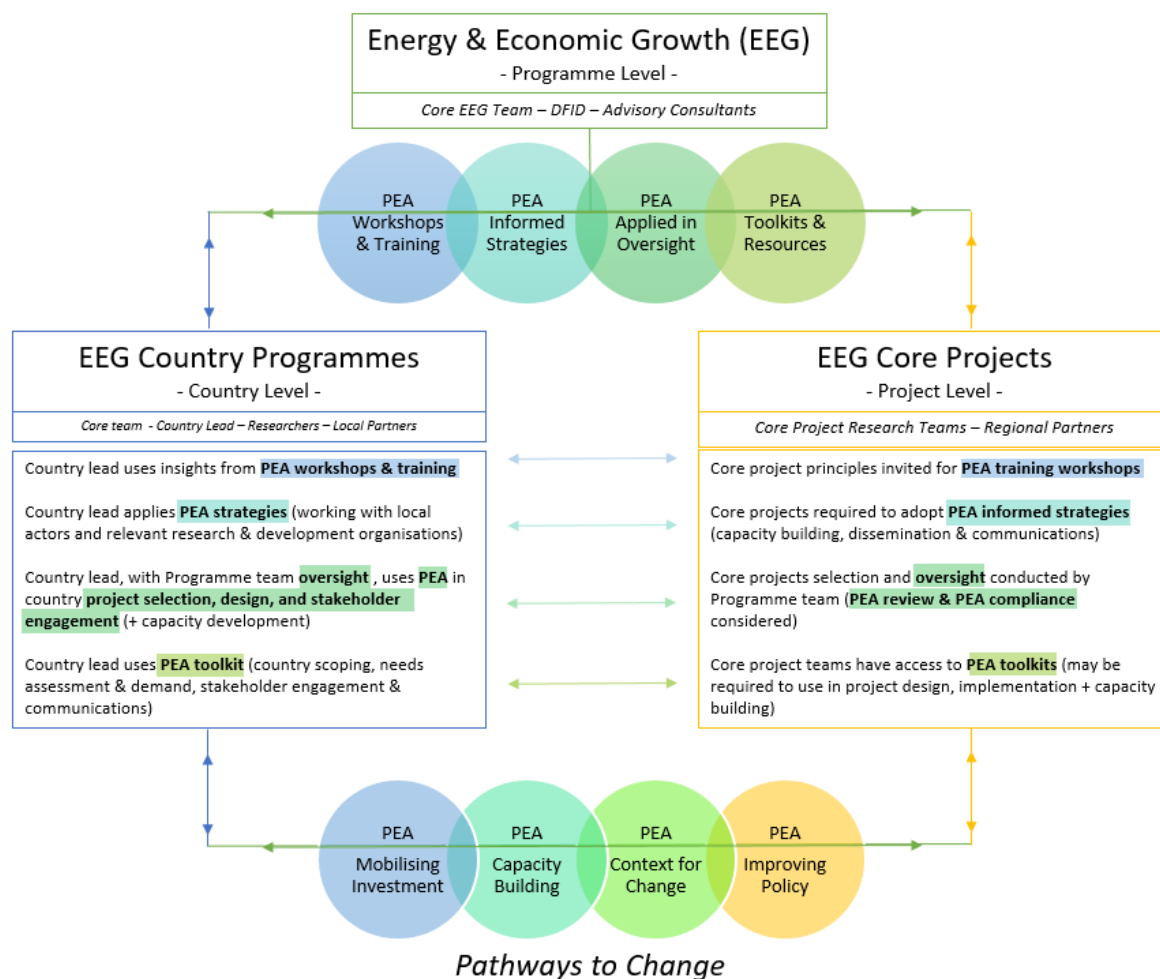 Energy & Economic Growth (EEG)
- Programme Level -
Core EEG Team – DFID – Advisory Consultants
PEA
Workshops
& Training
PEA
Informed
Strategies
PEA
Applied in
Oversight
PEA
Toolkits &
Resources
EEG Country Programmes
- Country Level -
Core team - Country Lead – Researchers – Local Partners
Country lead uses insights from PEA workshops & training
Country lead applies PEA strategies (working with local
actors and relevant research & development organisations)
Country lead, with Programme team oversight , uses PEA in
country project selection, design, and stakeholder
engagement (+ capacity development)
Country lead uses PEA toolkit (country scoping, needs
assessment & demand, stakeholder engagement &
communications)
EEG Core Projects
- Project Level -
Core Project Research Teams – Regional Partners
Core project principles invited for PEA training workshops
Core projects required to adopt PEA informed strategies
(capacity building, dissemination & communications)
Core projects selection and oversight conducted by
Programme team (PEA review & PEA compliance
considered)
Core project teams have access to PEA toolkits (may be
required to use in project design, implementation + capacity
building)
PEA
Mobilising
Investment
PEA
Capacity
Building
PEA
Context for
Change
PEA
Improving
Policy
Pathways to Change